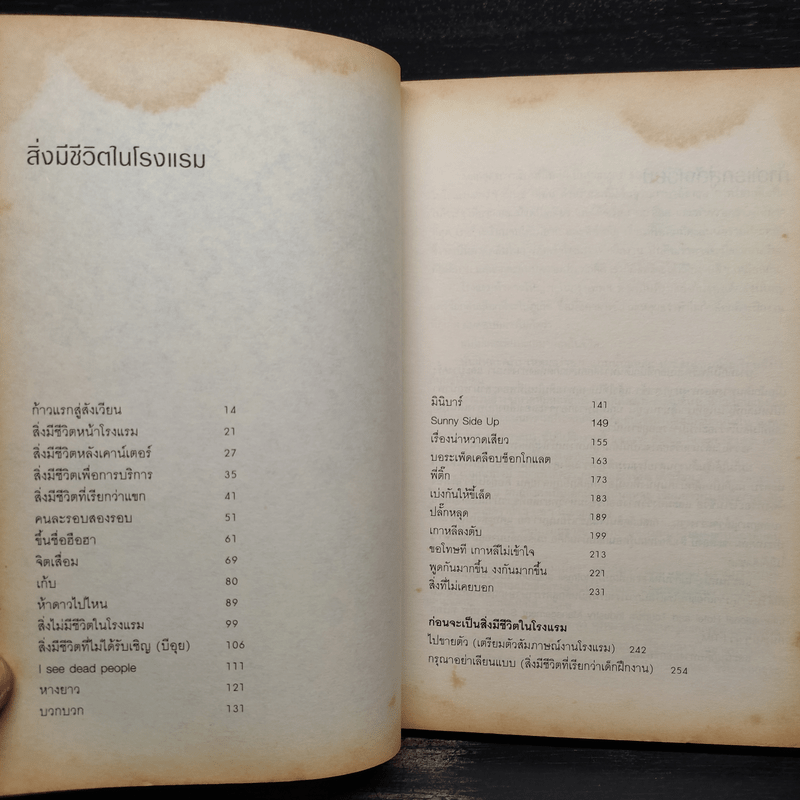 สิ่งมีชีวิตในโรงแรม
ก้าวแรกสู่สังเวียน 14
สิ่งมีชีวิตหน้าโรงแรม 21
สิ่งมีชีวิตหลังเคาน์เตอร์ 27
สิ่งมีชีวิตเพื่อการบริการ 35
สิ่งมีชีวิตที่เรียกว่าแขก 41
คนละรอบสองรอบ 51
ขึ้นชื่อฮือฮา 61
จิตเสื่อม 69
เก้บ 80
ห้าดาวไปไหน 89
สิ่งไม่มีชีวิตในโรงแรม 99
สิ่งมีชีวิตที่ไม่ได้รับเชิญ (บีอุย) 106
I see dead people 111
หางยาว 121
บวกบวก 131
มินิบาร์ 141
Sunny Side Up 149
เรื่องน่าหวาดเสียว 155
บอระเพ็ดเคลือบช็อกโกแลต 163
พี่ติ๊ก 173
เบ่งกันให้ขี้เล็ด 183
ปลั๊กหลุด 189
เกาหลีลงตับ 199
ขอโทษที เกาหลีไม่เข้าใจ 213
พูดกันมากขึ้น งงกันมากขึ้น 221
สิ่งที่ไม่เคยบอก 231
ก่อนจะเป็นสิ่งมีชีวิตในโรงแรม
ไปขายตัว (เตรียมตัวสัมภาษณ์งานโรงแรม) 242
กรุณาอย่าเลียนแบบ (สิ่งมีชีวิตที่เรียกว่าเด็กฝึกงาน) 254